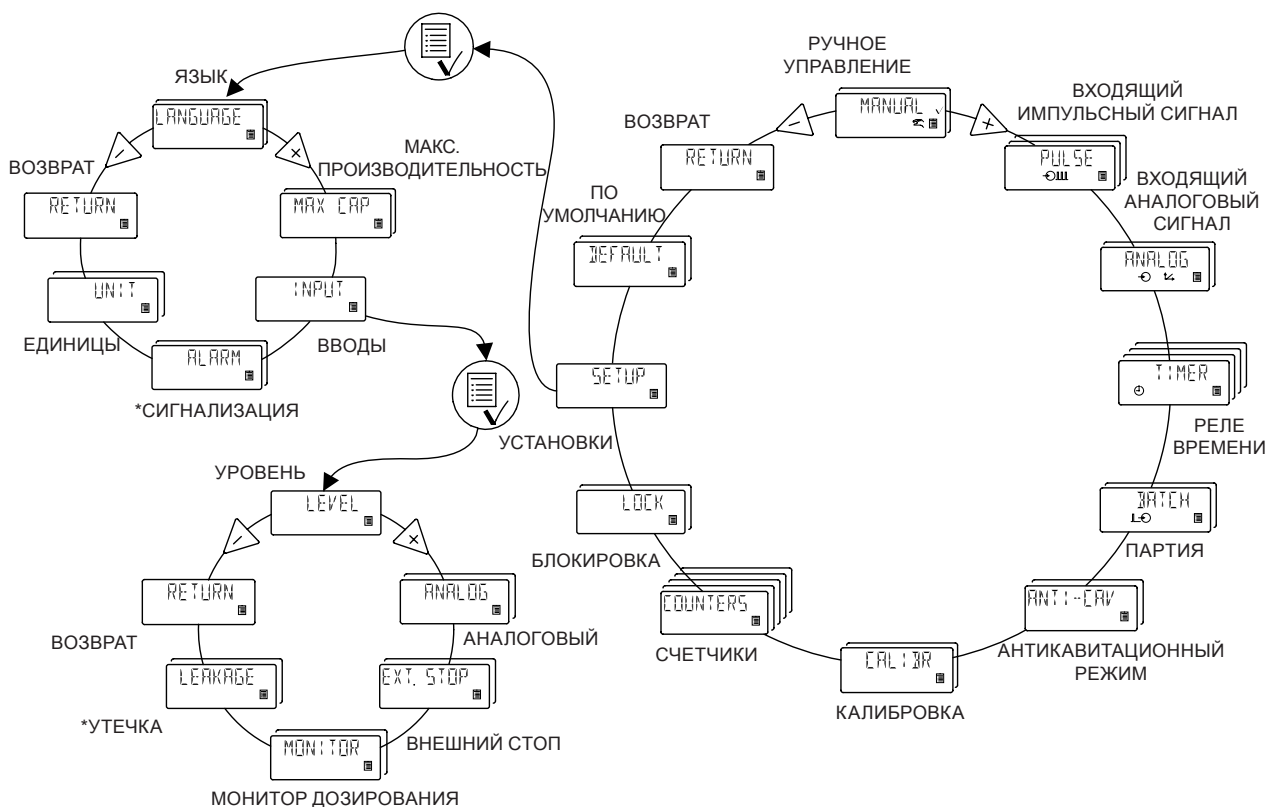 ЯЗЫК
LANGUAGE
ВОЗВРАТ
RETURN
МАКС.
ПРОИЗВОДИТЕЛЬНОСТЬ
MAX CAP
UNIT
ЕДИНИЦЫ
INPUT
ВВОДЫ
ALARM
*СИГНАЛИЗАЦИЯ
УРОВЕНЬ
LEVEL
RETURN
ВОЗВРАТ
ANALOG
АНАЛОГОВЫЙ
LEAKAGE
*УТЕЧКА
EXT. STOP
ВНЕШНИЙ СТОП
MONITOR
МОНИТОР ДОЗИРОВАНИЯ
РУЧНОЕ
УПРАВЛЕНИЕ
MANUAL
ВХОДЯЩИЙ
ИМПУЛЬСНЫЙ СИГНАЛ
PULSE
ВХОДЯЩИЙ
АНАЛОГОВЫЙ
СИГНАЛ
ANALOG
TIMER
РЕЛЕ
ВРЕМЕНИ
BATCH
ПАРТИЯ
ANTI-CAV
АНТИКАВИТАЦИОННЫЙ
РЕЖИМ
CALIBR
КАЛИБРОВКА
COUNTERS
СЧЕТЧИКИ
LOCK
БЛОКИРОВКА
SETUP
УСТАНОВКИ
ПО
УМОЛЧАНИЮ
DEFAULT
ВОЗВРАТ
RETURN